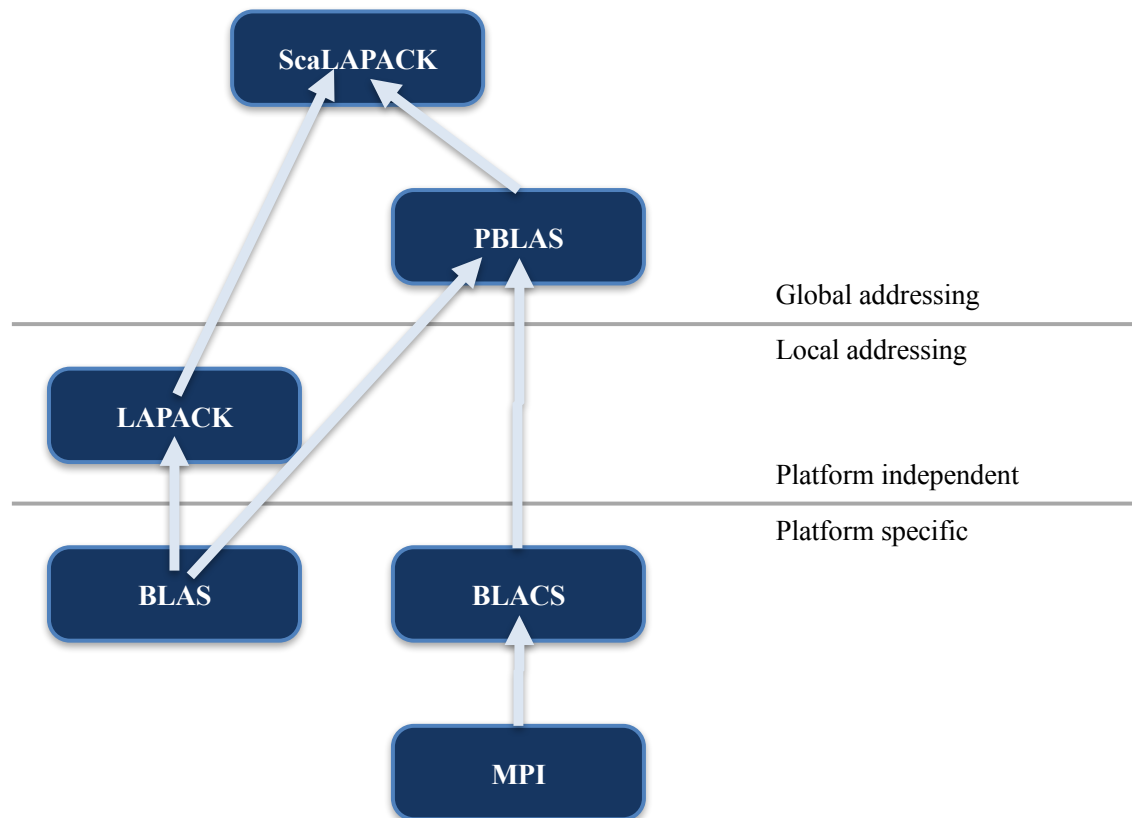 ScaLAPACK
PBLAS
Global addressing
Local addressing
LAPACK
Platform independent
Platform specific
BLAS
BLACS
MPI